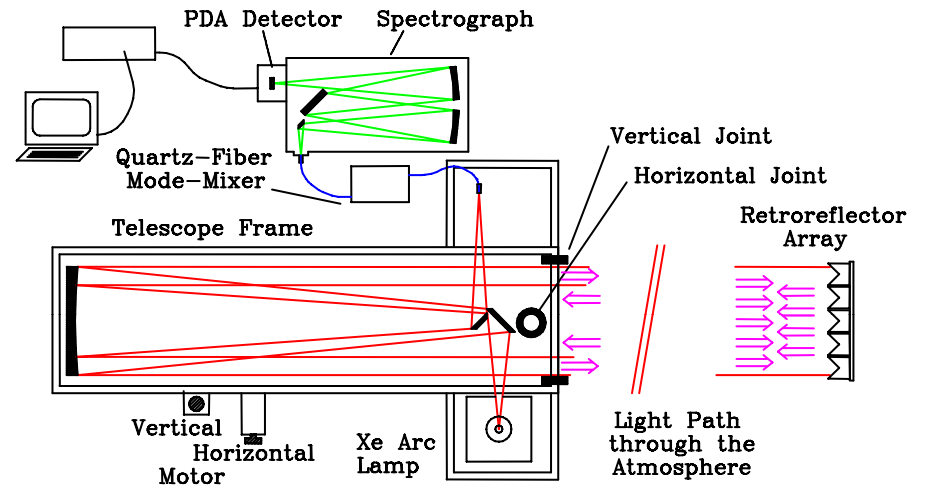 PDA Detector
Spectrograph
Vertical Joint
Quartz-Fiber
Mode-Mixer
Horizontal Joint
Retroreflector
Array
Telescope Frame
Vertical
Horizontal
Motor
Xe Arc
Lamp
Light Path
through the
Atmosphere